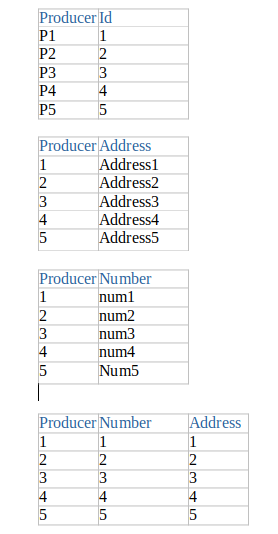 Producer Id
P1 1
P2 2
P3 3
P4 4
P5 5
Producer Address
1 Address1
2 Address2
3 Address3
4 Address4
5 Address5
Producer Number
1 num1
2 num2
3 num3
4 num4
5 Num5
Producer Number Address
1 1 1
2 2 2
3 3 3
4 4 4
5 5 5